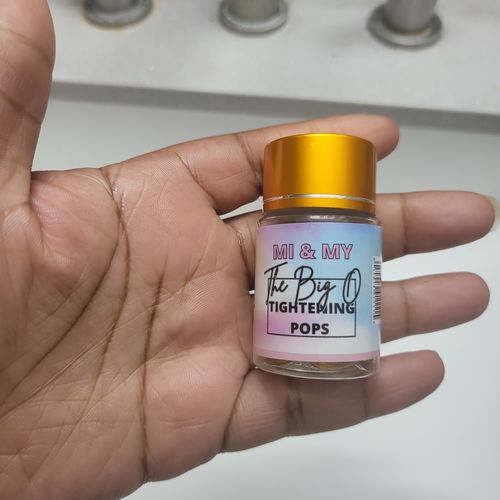 MI & MY
The Big O
TIGHTENING
POPS